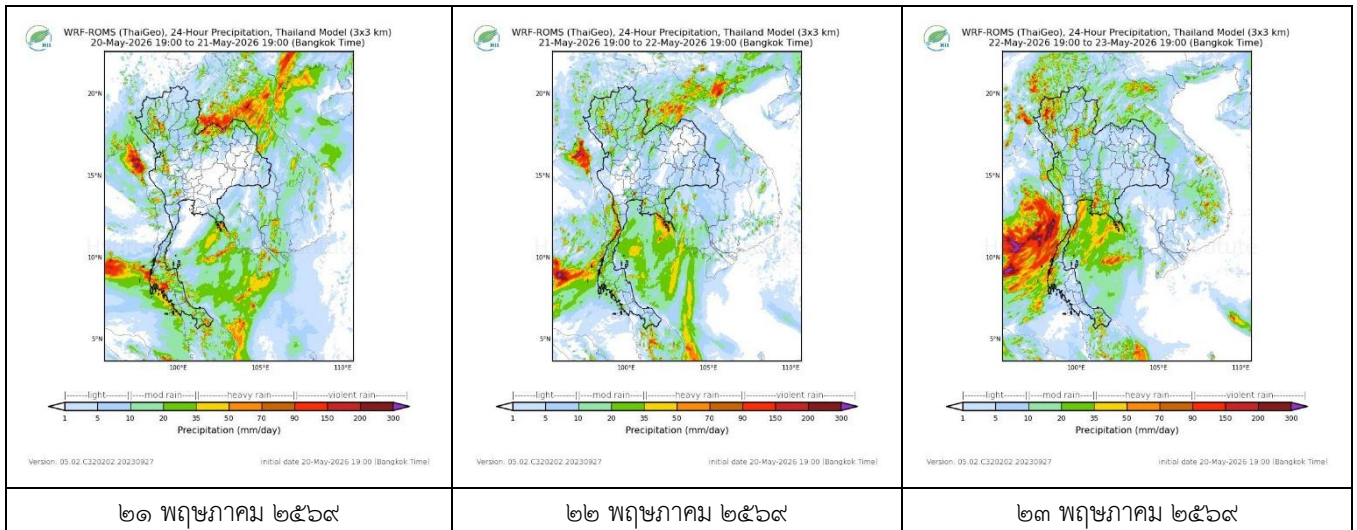 WRF-ROMS (ThaiGeo), 24-Hour Precipitation, Thailand Model (3x3 km)
20-May-2026 19:00 to 21-May-2026 19:00 (Bangkok Time)
HII
20°N
15°N
10°N
5°N
100°E 105°E 110°E
light mod rain heavy rain violent rain
1 5 10 20 35 50 70 90 150 200 300
Precipitation (mm/day)
Version: 05.02.C320202.20230927 initial date 20-May-2026 19:00 (Bangkok Time)
๒๑ พฤษภาคม ๒๕๖๙
WRF-ROMS (ThaiGeo), 24-Hour Precipitation, Thailand Model (3x3 km)
21-May-2026 19:00 to 22-May-2026 19:00 (Bangkok Time)
HII
20°N
15°N
10°N
5°N
100°E 105°E 110°E
light mod rain heavy rain violent rain
1 5 10 20 35 50 70 90 150 200 300
Precipitation (mm/day)
Version: 05.02.C320202.20230927 initial date 20-May-2026 19:00 (Bangkok Time)
๒๒ พฤษภาคม ๒๕๖๙
WRF-ROMS (ThaiGeo), 24-Hour Precipitation, Thailand Model (3x3 km)
22-May-2026 19:00 to 23-May-2026 19:00 (Bangkok Time)
HII
20°N
15°N
10°N
5°N
100°E 105°E 110°E
light mod rain heavy rain violent rain
1 5 10 20 35 50 70 90 150 200 300
Precipitation (mm/day)
Version: 05.02.C320202.20230927 initial date 20-May-2026 19:00 (Bangkok Time)
๒๓ พฤษภาคม ๒๕๖๙